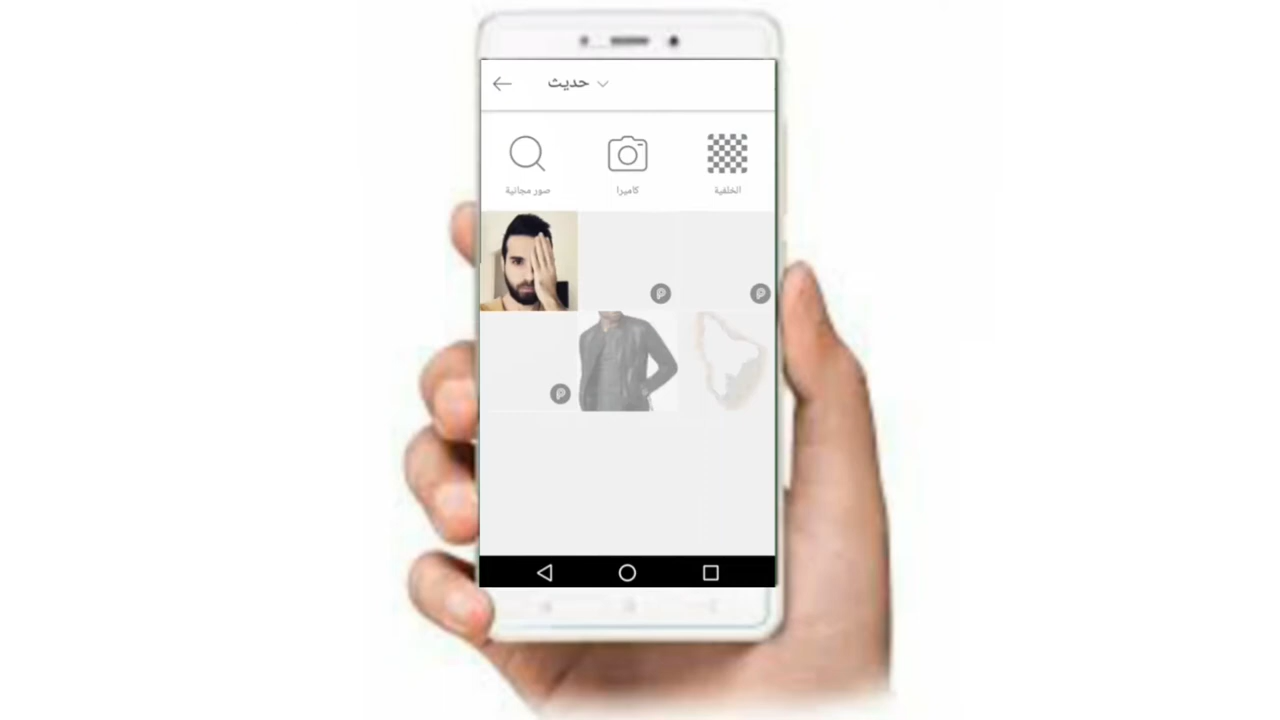 حديث
صور مجانية
كاميرا
الخلفية